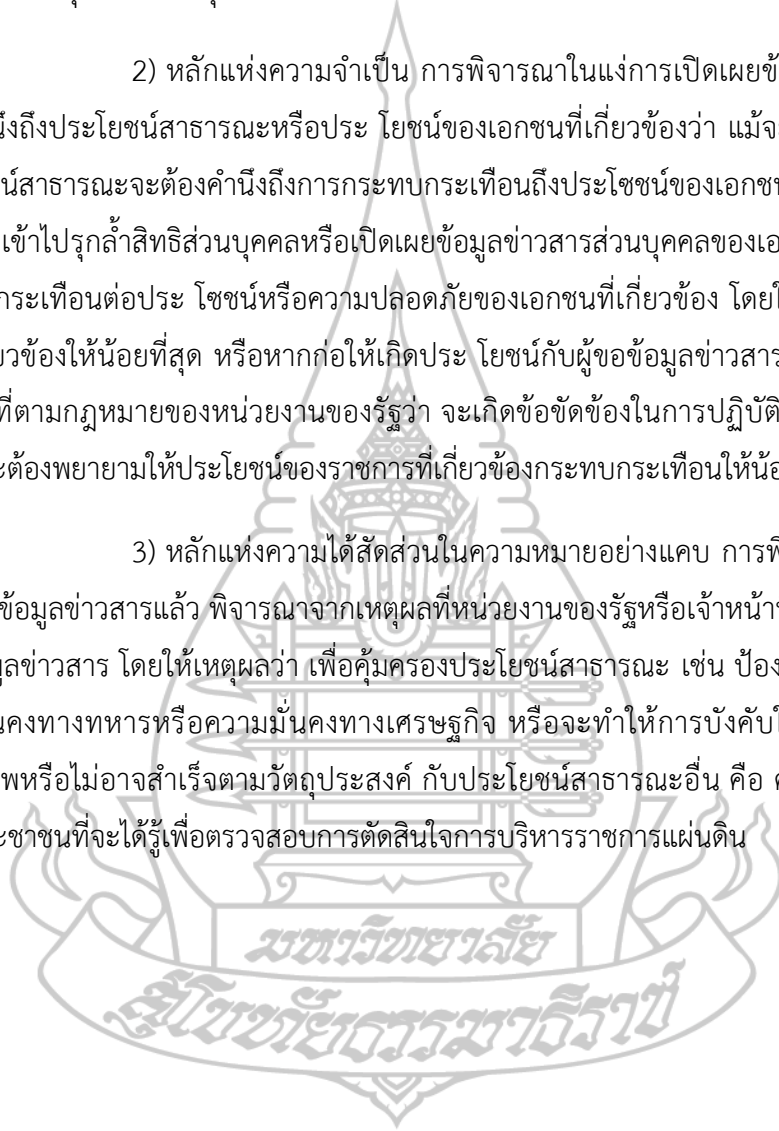 2) หลักแห่งความจำเป็น การพิจารณาในแง่การเปิดเผยข้
ถึงประโยชน์สาธารณะหรือประ โยชน์ของเอกชนที่เกี่ยวข้องว่า แม้จ
น์สาธารณะจะต้องคำนึงถึงการกระทบกระเทือนถึงประโซชน์ของเอกชน
เข้าไปรุกล้ำสิทธิส่วนบุคคลหรือเปิดเผยข้อมูลข่าวสารส่วนบุคคลของเอ
กระเทือนต่อประ โซชน์หรือความปลอดภัยของเอกชนที่เกี่ยวข้อง โดยใ
วข้องให้น้อยที่สุด หรือหากก่อให้เกิดประ โยชน์กับผู้ขอข้อมูลข่าวสาร
ที่ตามกฎหมายของหน่วยงานของรัฐว่า จะเกิดข้อขัดข้องในการปฏิบัติ
ะต้องพยายามให้ประโยชน์ของราชการที่เกี่ยวข้องกระทบกระเทือนให้น้อ
3) หลักแห่งความได้สัดส่วนในความหมายอย่างแคบ การพิ
ข้อมูลข่าวสารแล้ว พิจารณาจากเหตุผลที่หน่วยงานของรัฐหรือเจ้าหน้า
มูลข่าวสาร โดยให้เหตุผลว่า เพื่อคุ้มครองประโยชน์สาธารณะ เช่น ป้อง
นคงทางทหารหรือความมั่นคงทางเศรษฐกิจ หรือจะทำให้การบังคับใ
พหรือไม่อาจสำเร็จตามวัตถุประสงค์ กับประโยชน์สาธารณะอื่น คือ
ะชาชนที่จะได้รู้เพื่อตรวจสอบการตัดสินใจการบริหารราชการแผ่นดิน
มหาวิทยาลัย
สุโขทัยธรรมาธิราช